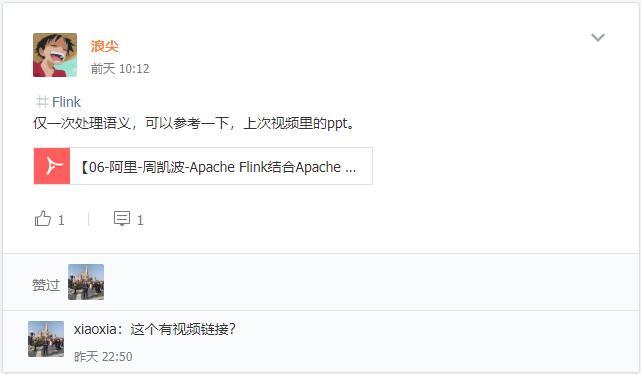 浪尖
前天 10:12
#Flink
仅一次处理语义，可以参考一下，上次视频里的ppt。
【06-阿里-周凯波-Apache Flink结合Apache ...
1 1
赞过
xiaoxia：这个有视频链接？
昨天 22:50